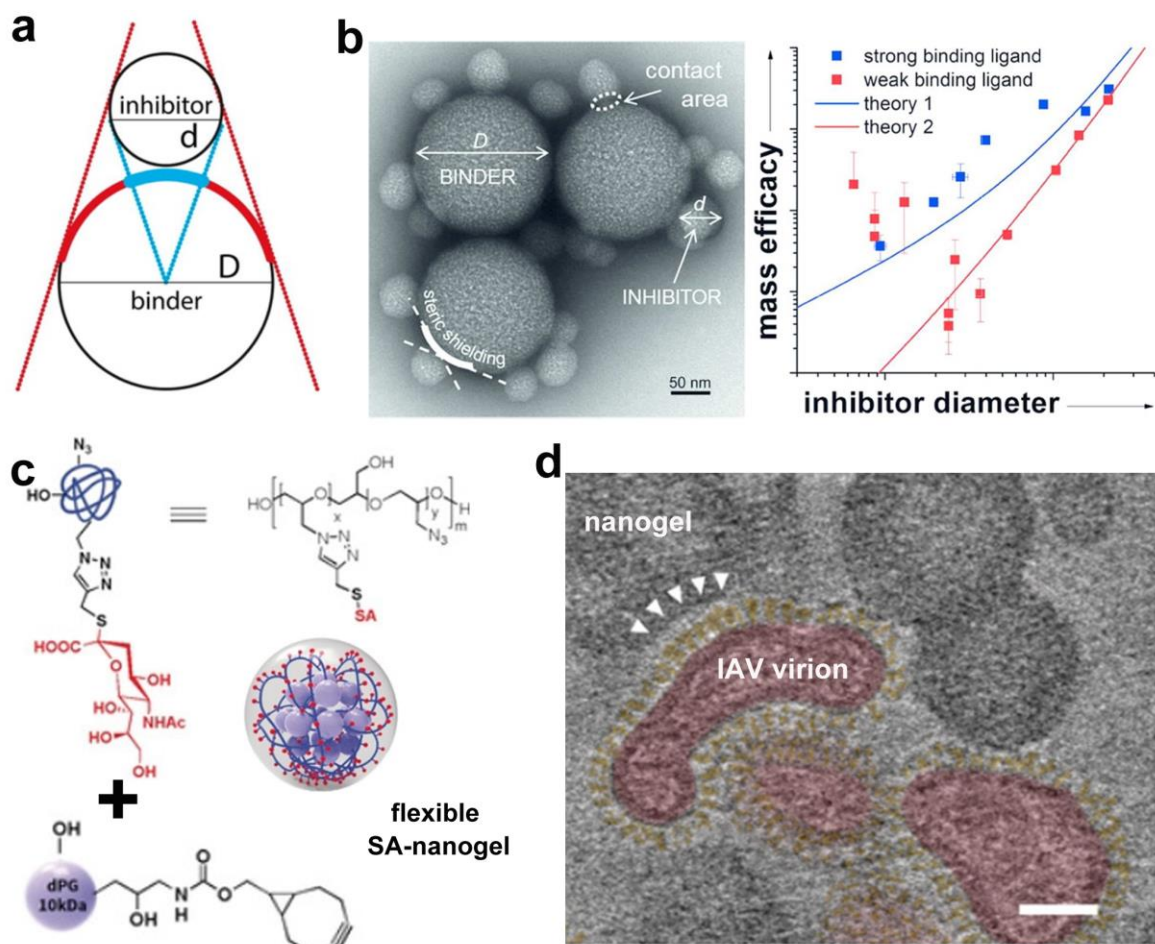 a
inhibitor
d
D
binder
b
contact
area
D
BINDER
d
INHIBITOR
steric shielding
50 nm
strong binding ligand
weak binding ligand
theory 1
theory 2
mass efficacy
inhibitor diameter
c
N3
HO
N
N
N
S
HOOC
O
OH
HO
NHAc
HO
OH
OH
HO
O
x
O
O
y
O
H
m
N3
N
N
N
S
SA
flexible
SA-nanogel
+
OH
dPG
10kDa
OH
N
H
O
O
d
nanogel
IAV virion